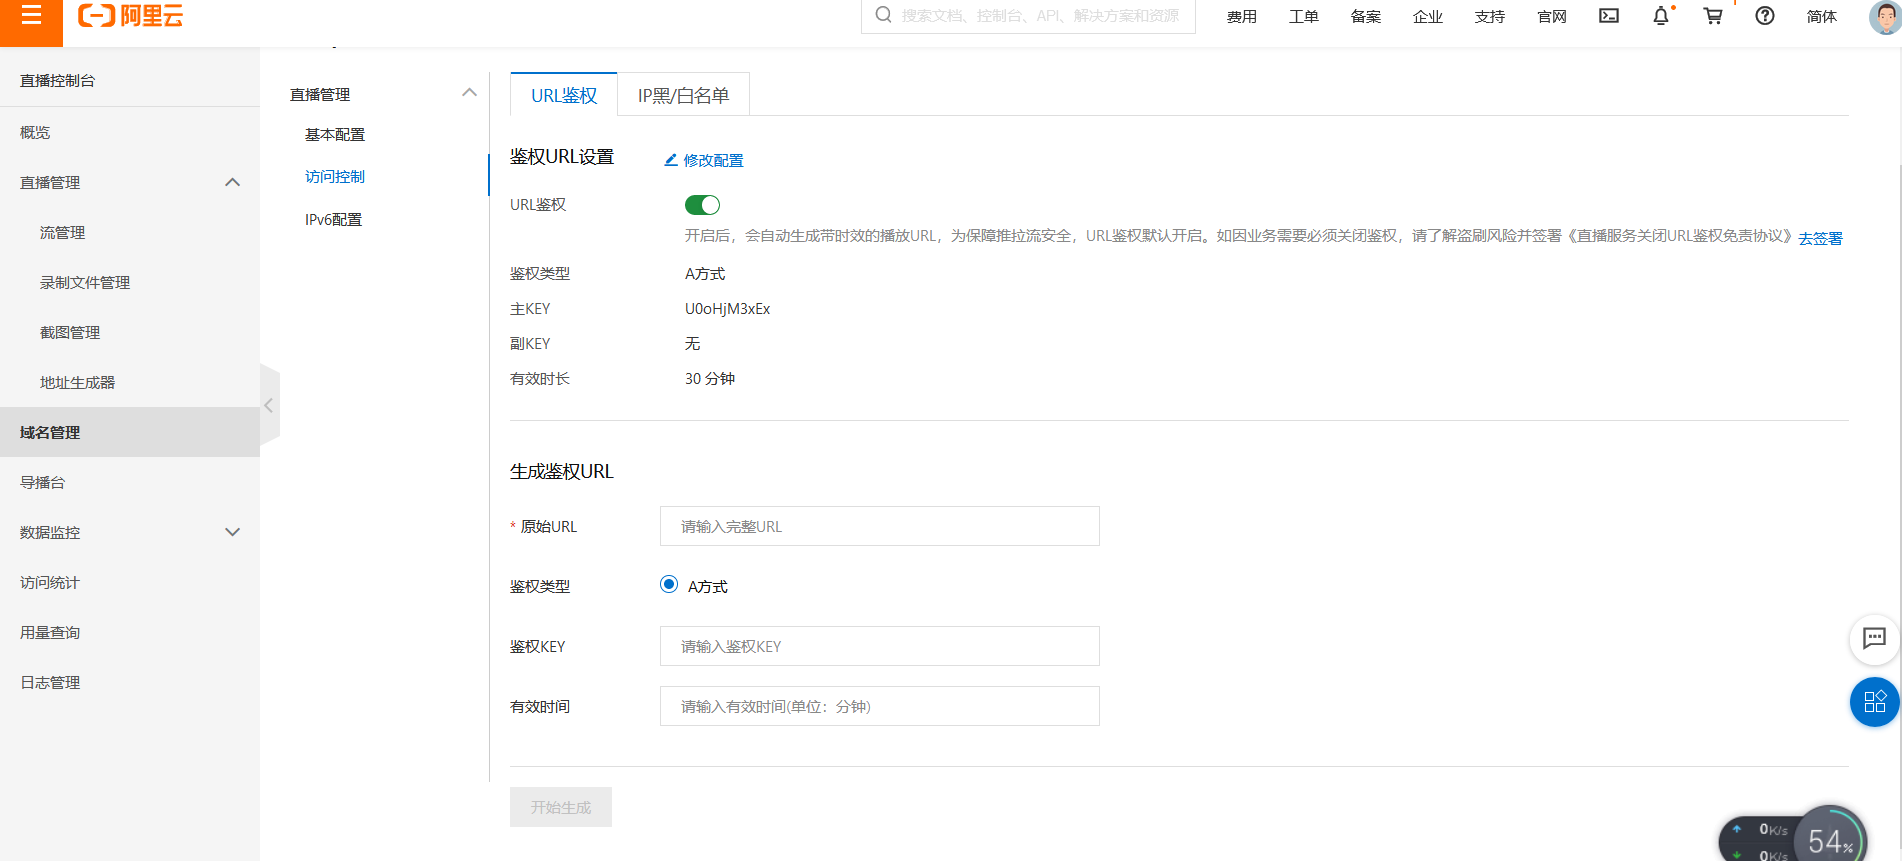 阿里云
搜索文档、控制台、API、解决方案和资源
费用 工单 备案 企业 支持 官网 简体
直播控制台
概览
直播管理
流管理
录制文件管理
截图管理
地址生成器
域名管理
导播台
数据监控
访问统计
用量查询
日志管理
直播管理
基本配置
访问控制
IPv6配置
URL鉴权 IP黑/白名单
鉴权URL设置 修改配置
URL鉴权
开启后，会自动生成带时效的播放URL，为保障推拉流安全，URL鉴权默认开启。如因业务需要必须关闭鉴权，请了解盗刷风险并签署《直播服务关闭URL鉴权免责协议》去签署
鉴权类型 A方式
主KEY U0oHjM3xEx
副KEY 无
有效时长 30 分钟
生成鉴权URL
* 原始URL 请输入完整URL
鉴权类型 A方式
鉴权KEY 请输入鉴权KEY
有效时间 请输入有效时间(单位：分钟)
开始生成
0K/s
0K/s
54%